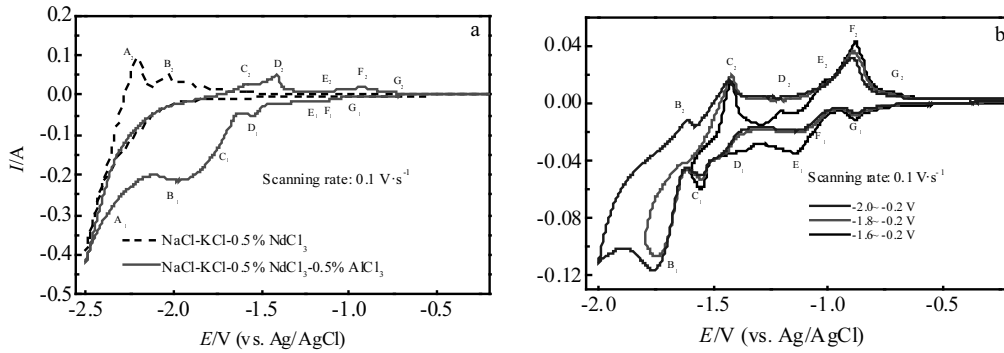 a
0.2
0.1
0.0
-0.1
-0.2
-0.3
-0.4
-0.5
I/A
A₂
B₂
C₂
D₂
E₂
F₂
G₂
E₁
F₁
G₁
D₁
C₁
B₁
A₁
Scanning rate: 0.1 V·s⁻¹
NaCl-KCl-0.5% NdCl₃
NaCl-KCl-0.5% NdCl₃-0.5% AlCl₃
-2.5 -2.0 -1.5 -1.0 -0.5
E/V (vs. Ag/AgCl)
b
0.04
0.00
-0.04
-0.08
-0.12
F₂
C₂
E₂
D₂
G₂
B₂
G₁
F₁
D₁
E₁
C₁
B₁
Scanning rate: 0.1 V·s⁻¹
-2.0~-0.2 V
-1.8~-0.2 V
-1.6~-0.2 V
-2.0 -1.5 -1.0 -0.5
E/V (vs. Ag/AgCl)